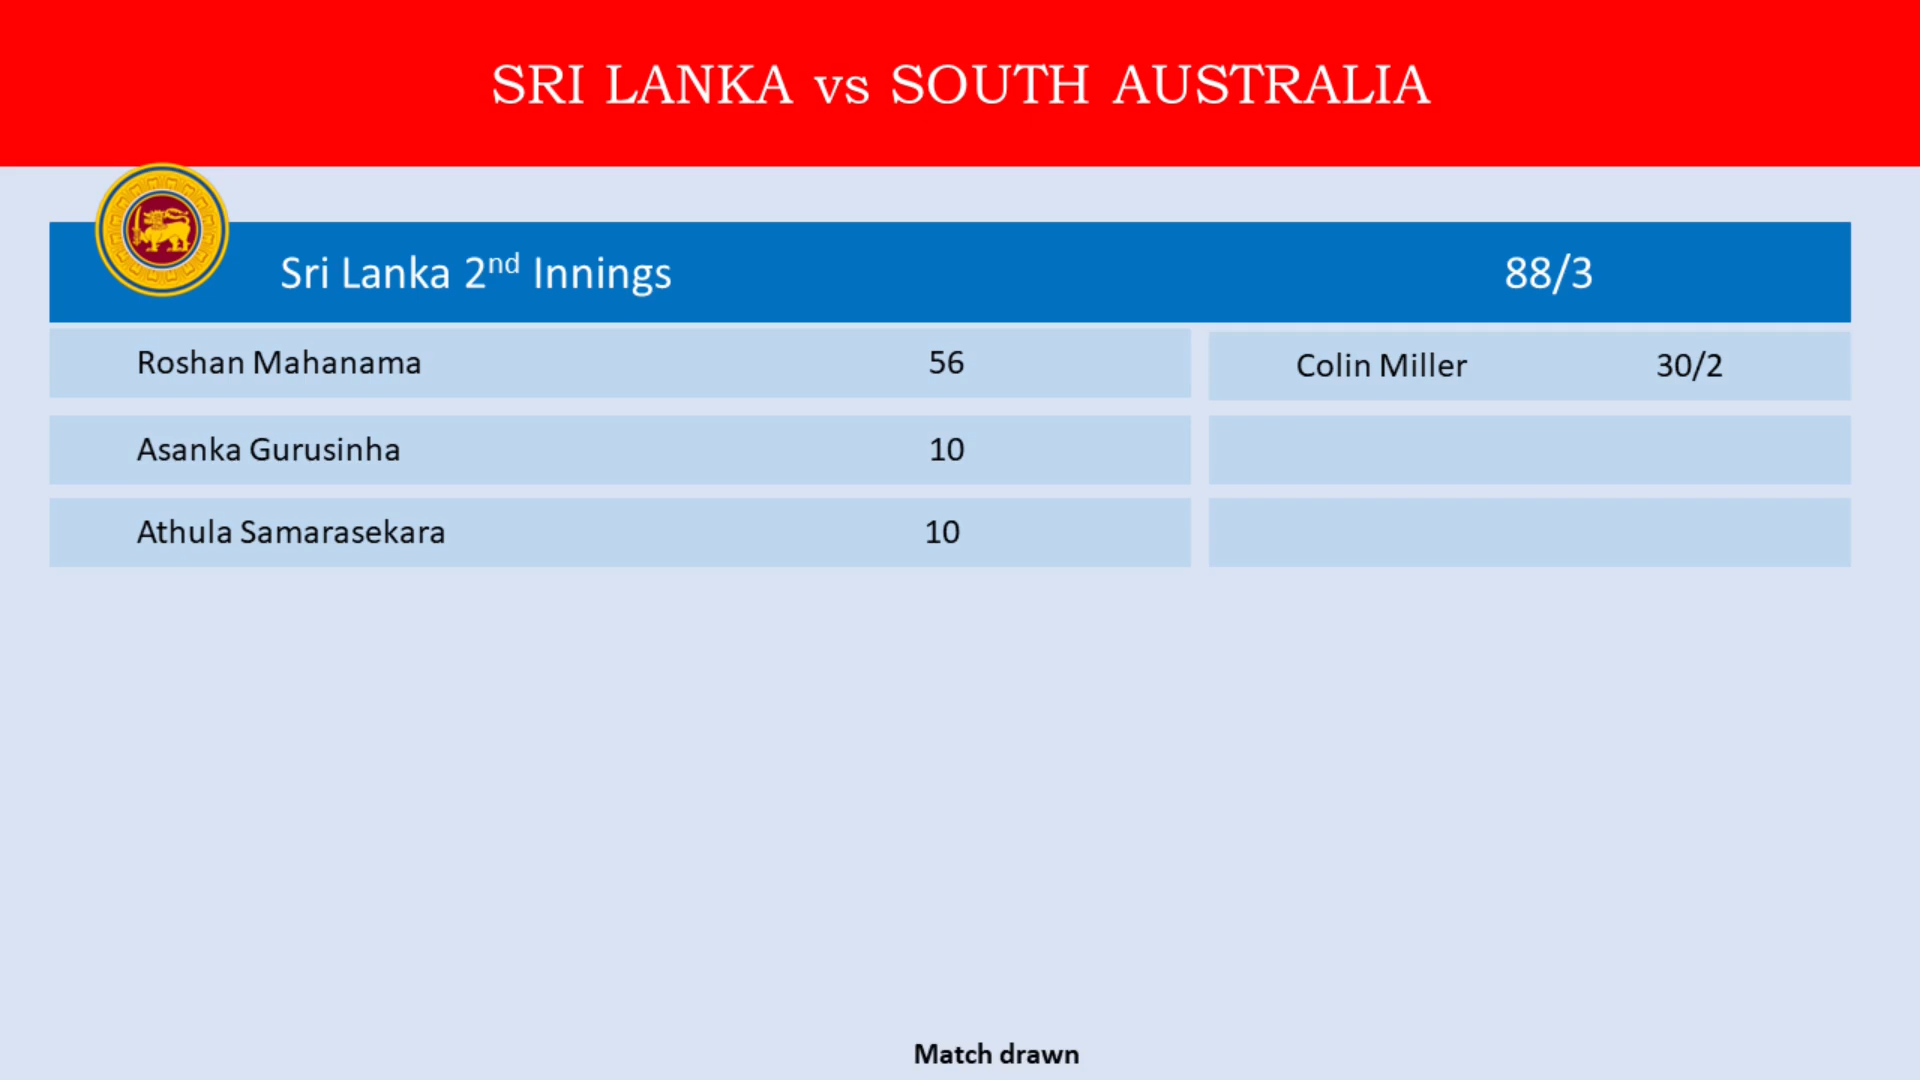 SRI LANKA vs SOUTH AUSTRALIA
Sri Lanka 2nd Innings 88/3
Roshan Mahanama 56 Colin Miller 30/2
Asanka Gurusinha 10
Athula Samarasekara 10
Match drawn